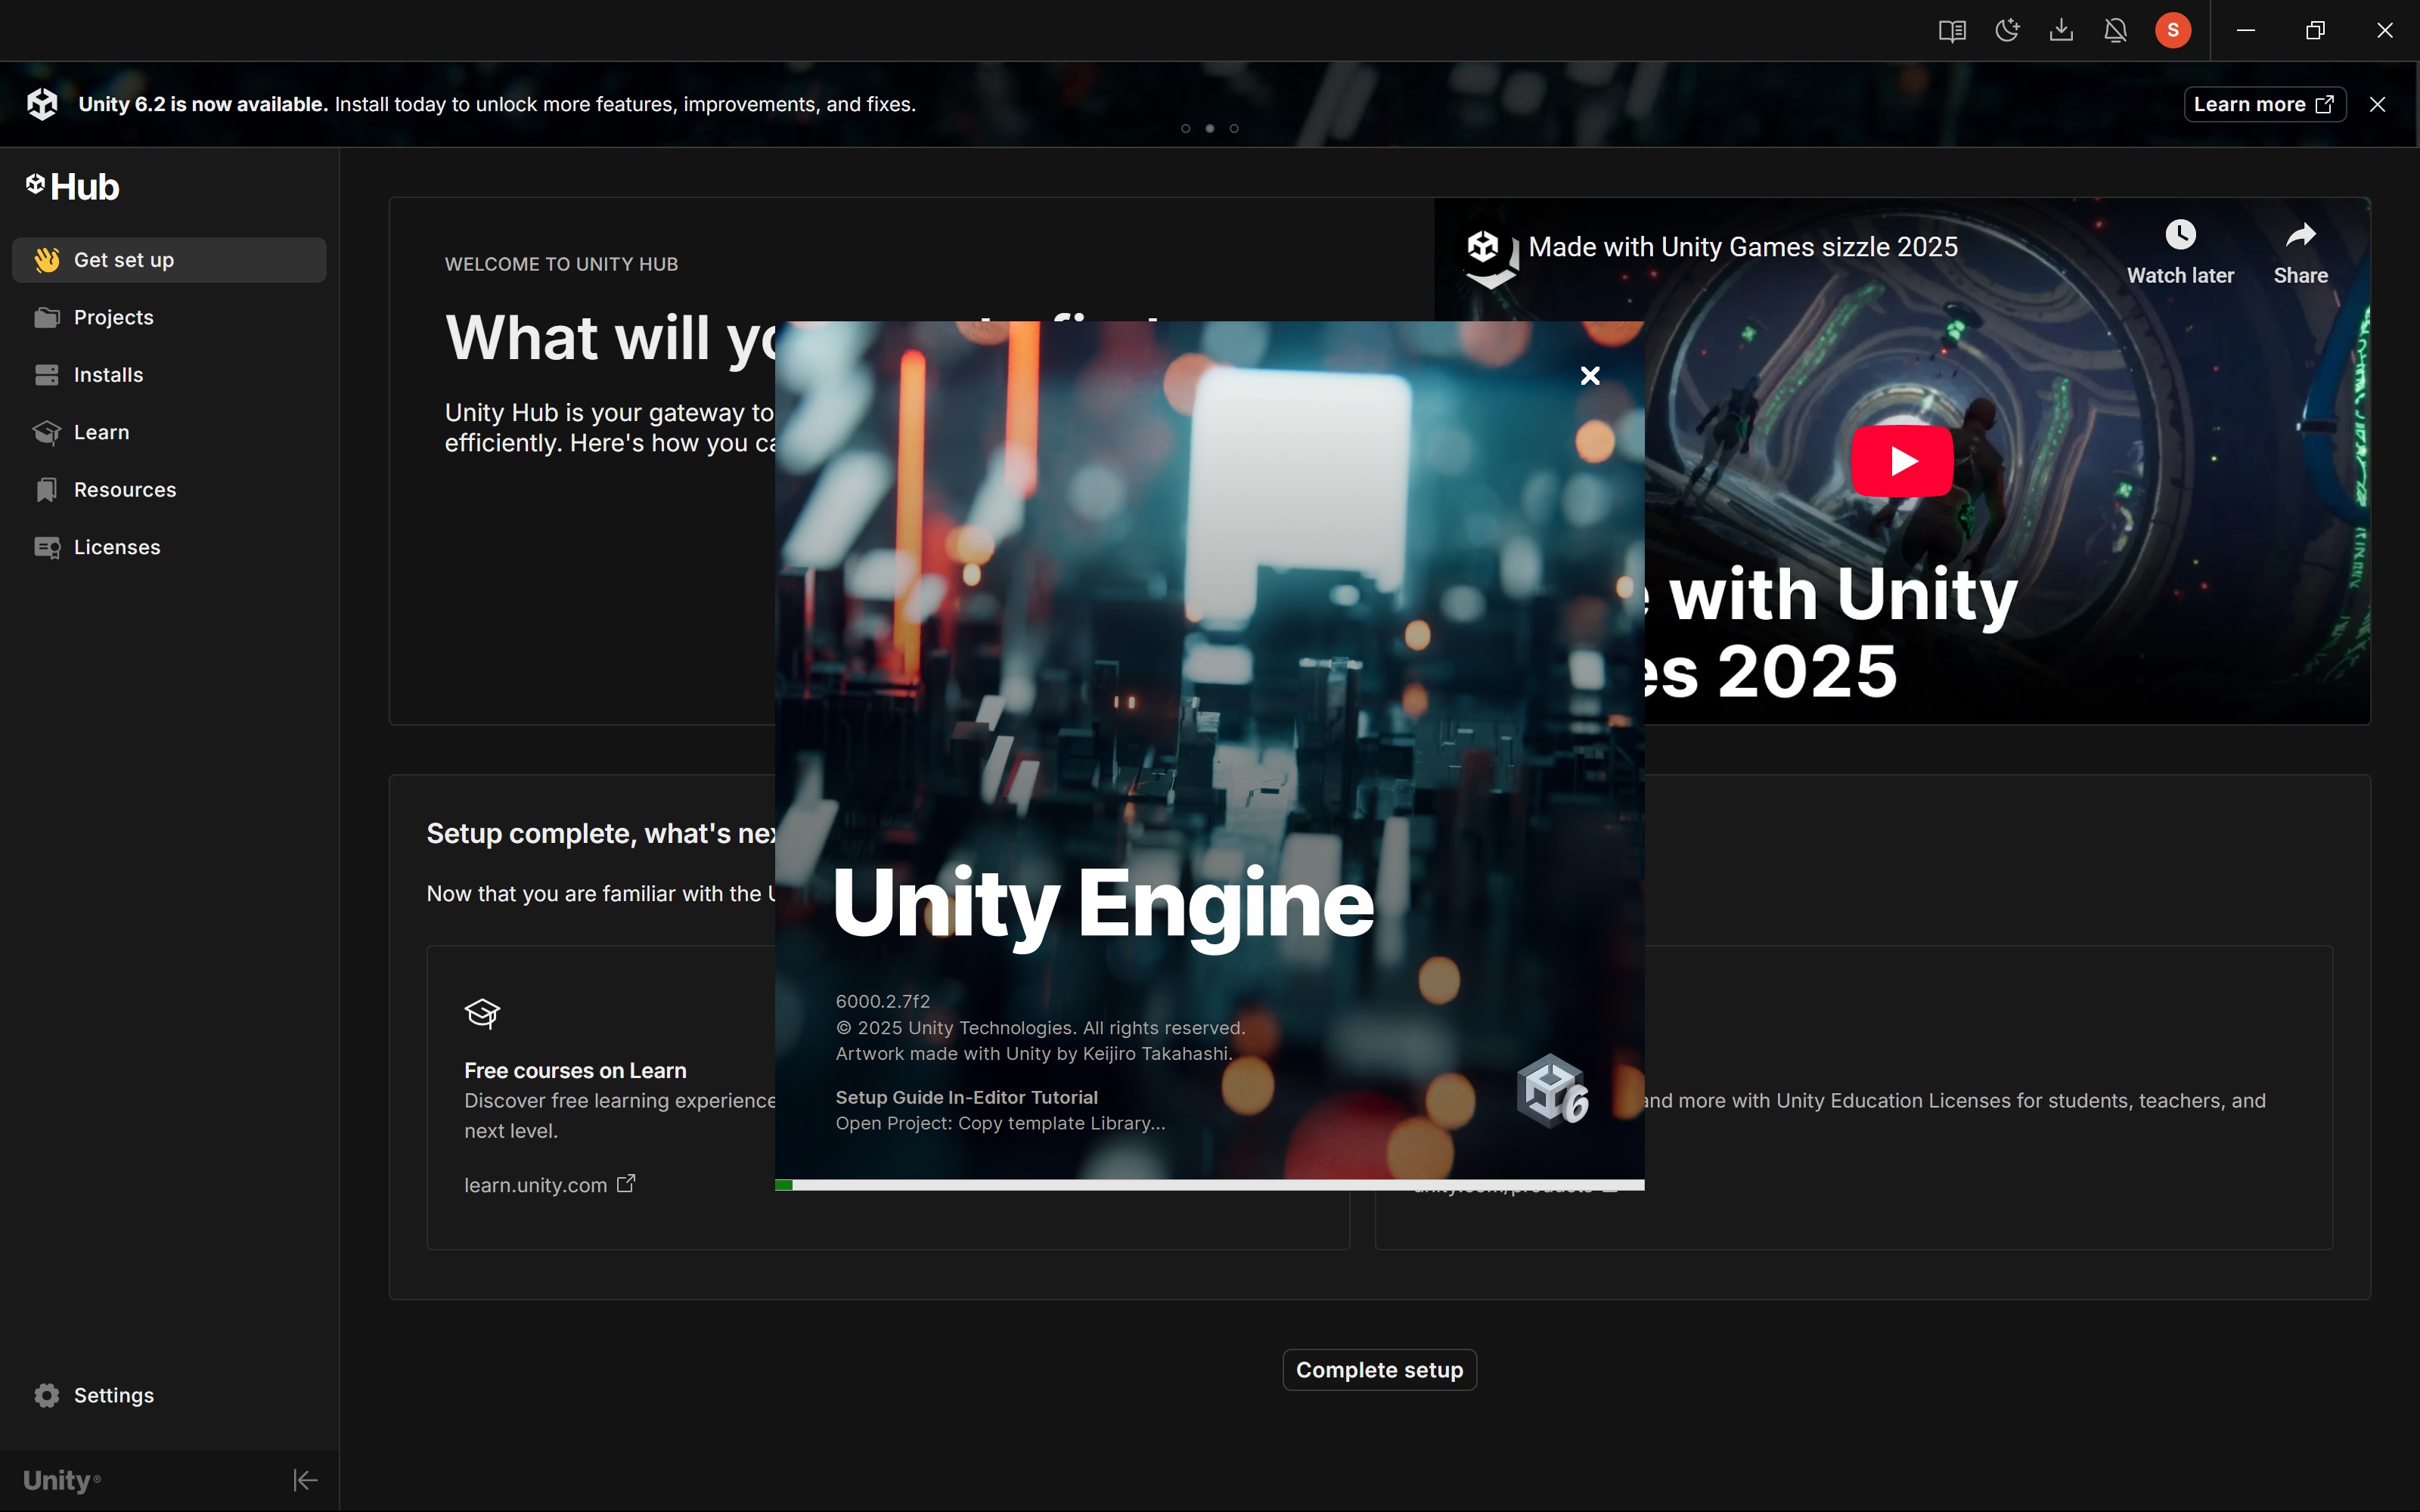 S
Unity 6.2 is now available. Install today to unlock more features, improvements, and fixes.
Learn more
Hub
Get set up
Projects
Installs
Learn
Resources
Licenses
Settings
Unity®
WELCOME TO UNITY HUB
What will
Unity Hub is your gateway to
efficiently. Here's how you
Made with Unity Games sizzle 2025
Watch later
Share
with Unity
2025
Unity Engine
6000.2.7f2
© 2025 Unity Technologies. All rights reserved.
Artwork made with Unity by Keijiro Takahashi.
Setup Guide In-Editor Tutorial
Open Project: Copy template Library...
6
Setup complete, what's
Now that you are familiar with the
Free courses on Learn
Discover free learning experience
next level.
learn.unity.com
and more with Unity Education Licenses for students, teachers, and
Complete setup